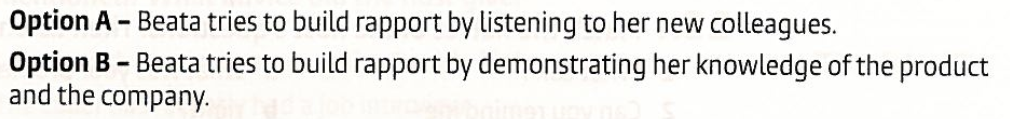 Option A – Beata tries to build rapport by listening to her new colleagues.
Option B – Beata tries to build rapport by demonstrating her knowledge of the product
and the company.